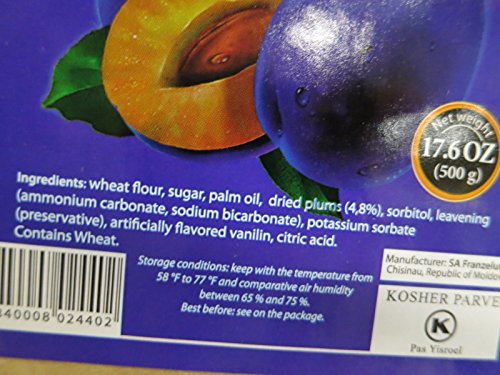 Net weight
17.6 OZ
(500 g)
Ingredients: wheat flour, sugar, palm oil, dried plums (4,8%), sorbitol, leavening
(ammonium carbonate, sodium bicarbonate), potassium sorbate
(preservative), artificially flavored vanilin, citric acid.
Contains Wheat.
Storage conditions: keep with the temperature from
58 °F to 77 °F and comparative air humidity
between 65 % and 75 %.
Best before: see on the package.
Manufacturer: SA Franzelu
Chisinau, Republic of Moldov
KOSHER PARVE
K
Pas Yisroel
40008 024402